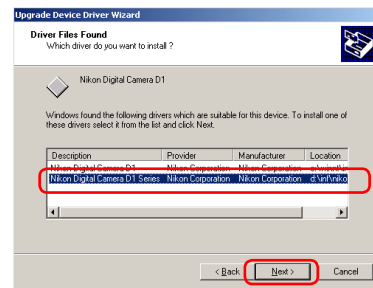 Upgrade Device Driver Wizard
Driver Files Found
Which driver do you want to install ?
Nikon Digital Camera D1
Windows found the following drivers which are suitable for this device. To install one of
these drivers select it from the list and click Next.
Description Provider Manufacturer Location
Nikon Digital Camera D1 Nikon Corporation Nikon Corporation
Nikon Digital Camera D1 Series Nikon Corporation Nikon Corporation d:\inf\niko
< Back Next > Cancel